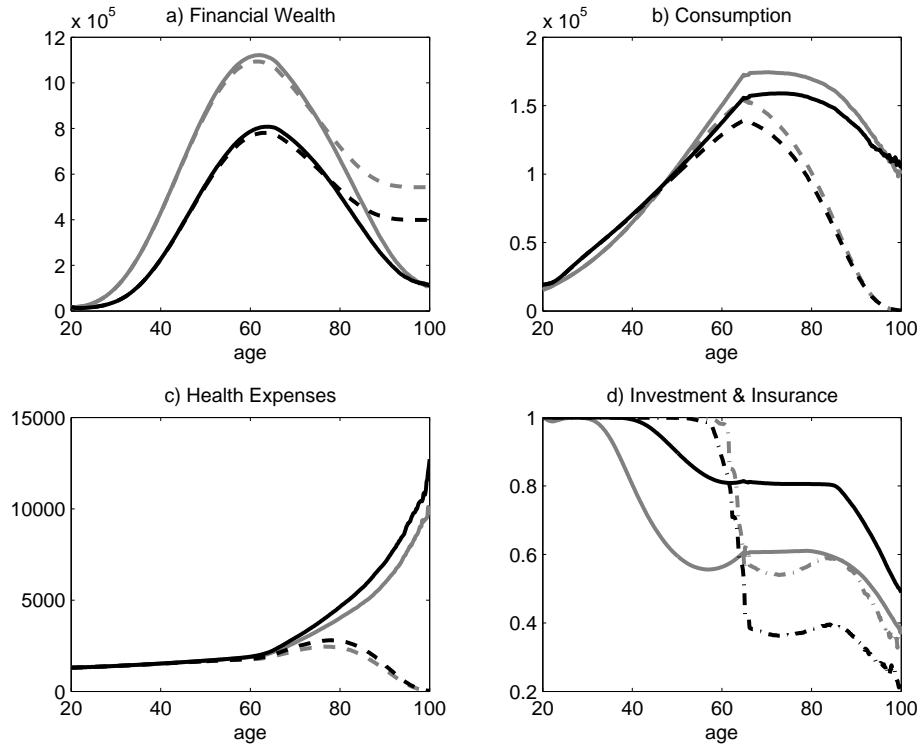 a) Financial Wealth
x 10^5
12
10
8
6
4
2
0
20 40 60 80 100
age
b) Consumption
x 10^5
2
1.5
1
0.5
0
20 40 60 80 100
age
c) Health Expenses
15000
10000
5000
0
20 40 60 80 100
age
d) Investment & Insurance
1
0.8
0.6
0.4
0.2
20 40 60 80 100
age